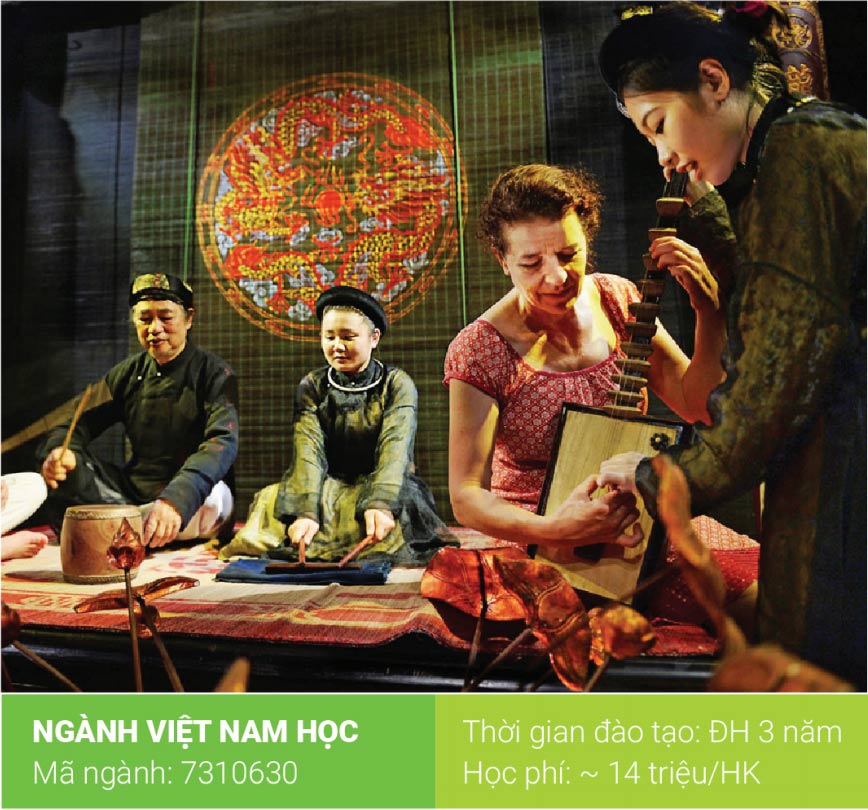 NGÀNH VIỆT NAM HỌC
Mã ngành: 7310630
Thời gian đào tạo: ĐH 3 năm
Học phí: ~ 14 triệu/HK